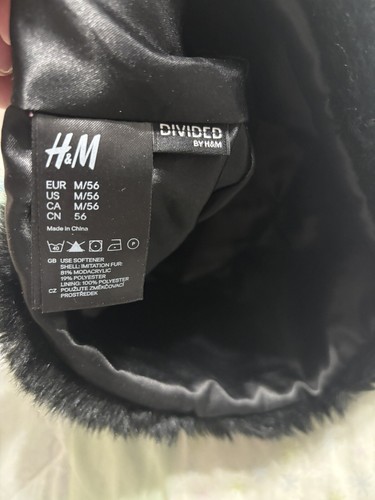 DIVIDED
BY H&M
H&M
EUR M/56
US M/56
CA M/56
CN 56
Made in China
GB USE SOFTENER
SHELL: IMITATION FUR:
81% MODACRYLIC
19% POLYESTER
LINING: 100% POLYESTER
CZ POUŽIJTE ZMĚKČOVACÍ
PROSTŘEDEK